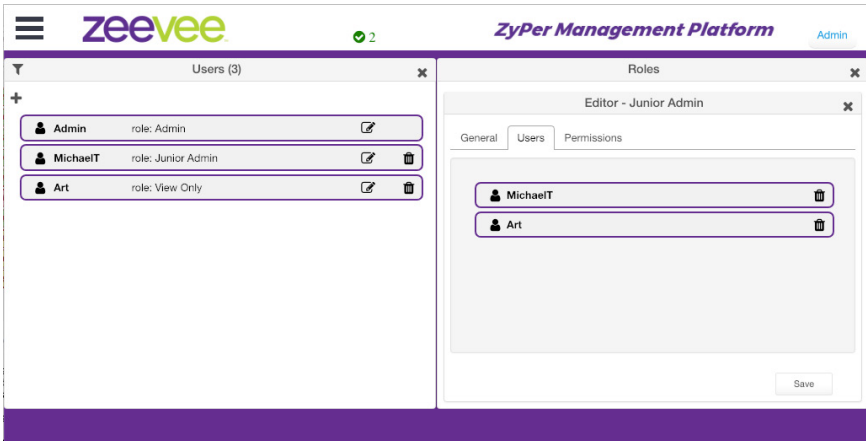 zeevee
2
ZyPer Management Platform
Admin
Users (3)
Admin role: Admin
MichaelT role: Junior Admin
Art role: View Only
Roles
Editor - Junior Admin
General Users Permissions
MichaelT
Art
Save